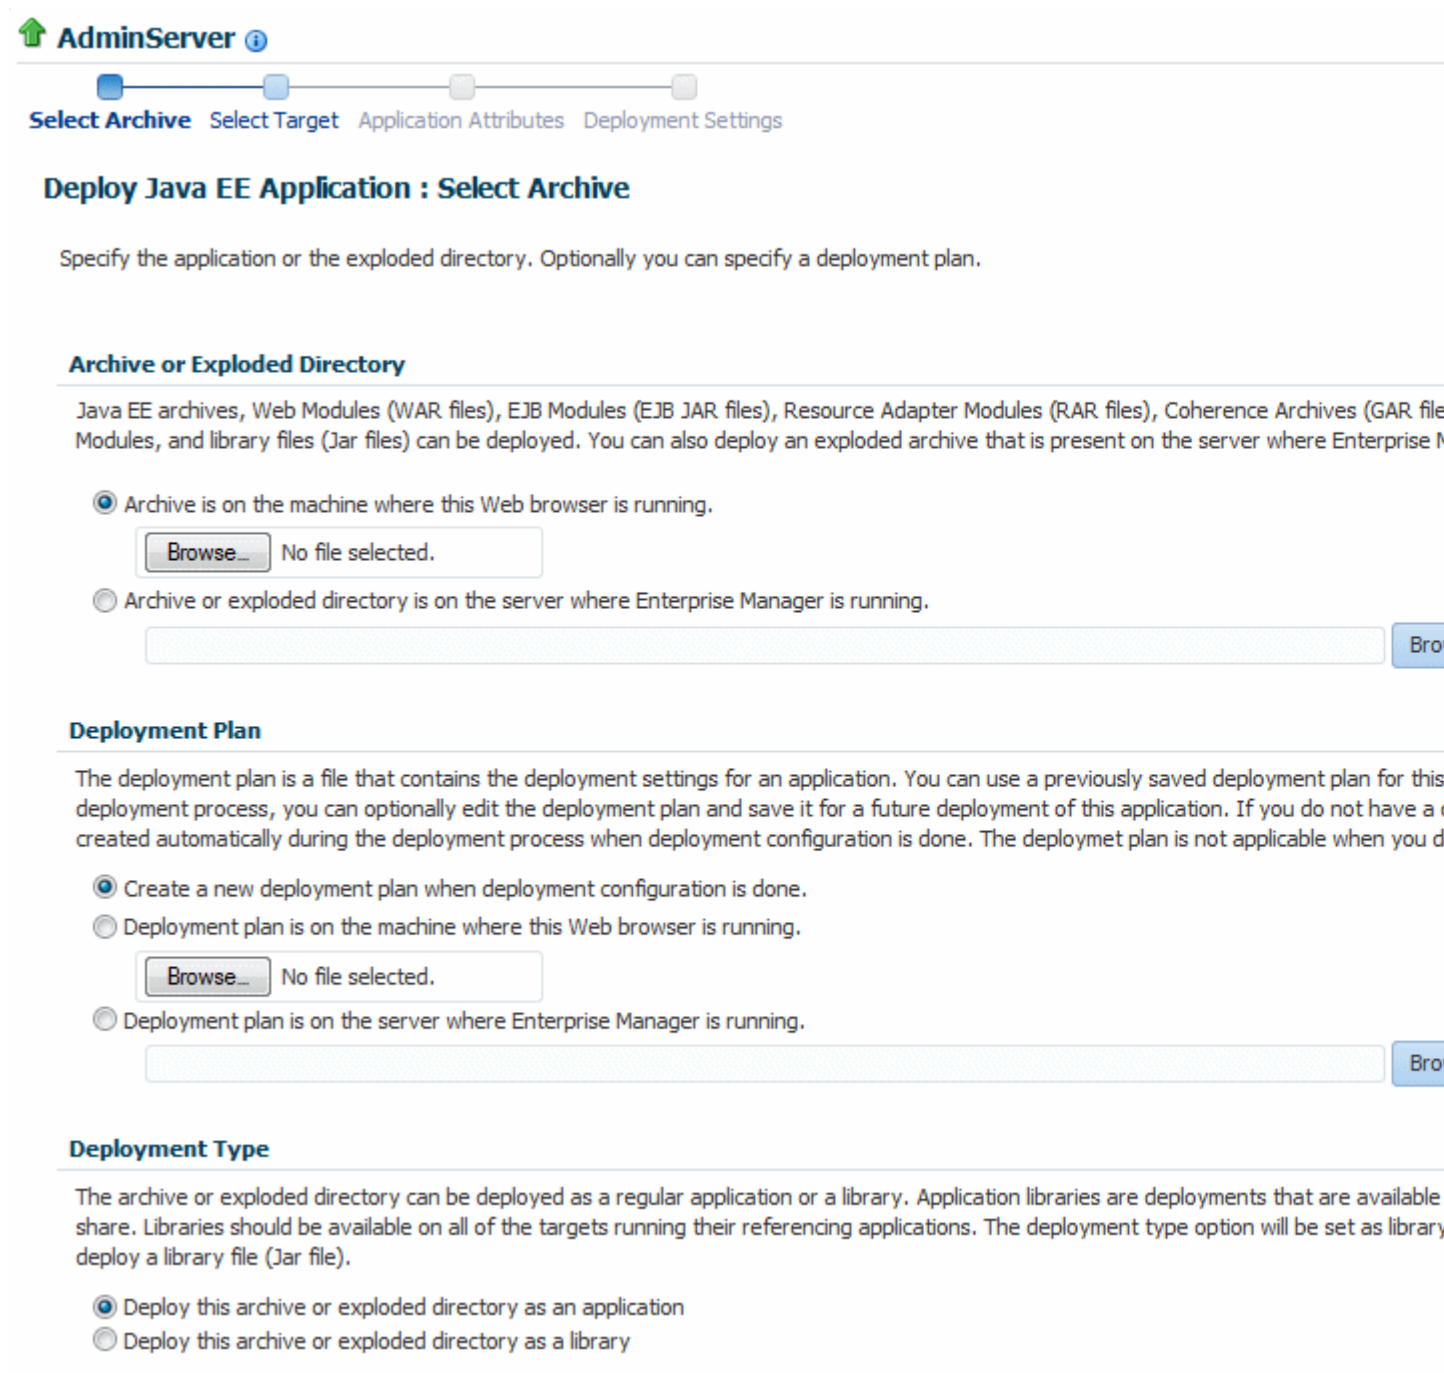 AdminServer
Select Archive Select Target Application Attributes Deployment Settings
Deploy Java EE Application : Select Archive
Specify the application or the exploded directory. Optionally you can specify a deployment plan.
Archive or Exploded Directory
Java EE archives, Web Modules (WAR files), EJB Modules (EJB JAR files), Resource Adapter Modules (RAR files), Coherence Archives (GAR file
Modules, and library files (Jar files) can be deployed. You can also deploy an exploded archive that is present on the server where Enterprise
Archive is on the machine where this Web browser is running.
Browse... No file selected.
Archive or exploded directory is on the server where Enterprise Manager is running.
Bro
Deployment Plan
The deployment plan is a file that contains the deployment settings for an application. You can use a previously saved deployment plan for this
deployment process, you can optionally edit the deployment plan and save it for a future deployment of this application. If you do not have a
created automatically during the deployment process when deployment configuration is done. The deploymet plan is not applicable when you d
Create a new deployment plan when deployment configuration is done.
Deployment plan is on the machine where this Web browser is running.
Browse... No file selected.
Deployment plan is on the server where Enterprise Manager is running.
Bro
Deployment Type
The archive or exploded directory can be deployed as a regular application or a library. Application libraries are deployments that are available
share. Libraries should be available on all of the targets running their referencing applications. The deployment type option will be set as library
deploy a library file (Jar file).
Deploy this archive or exploded directory as an application
Deploy this archive or exploded directory as a library